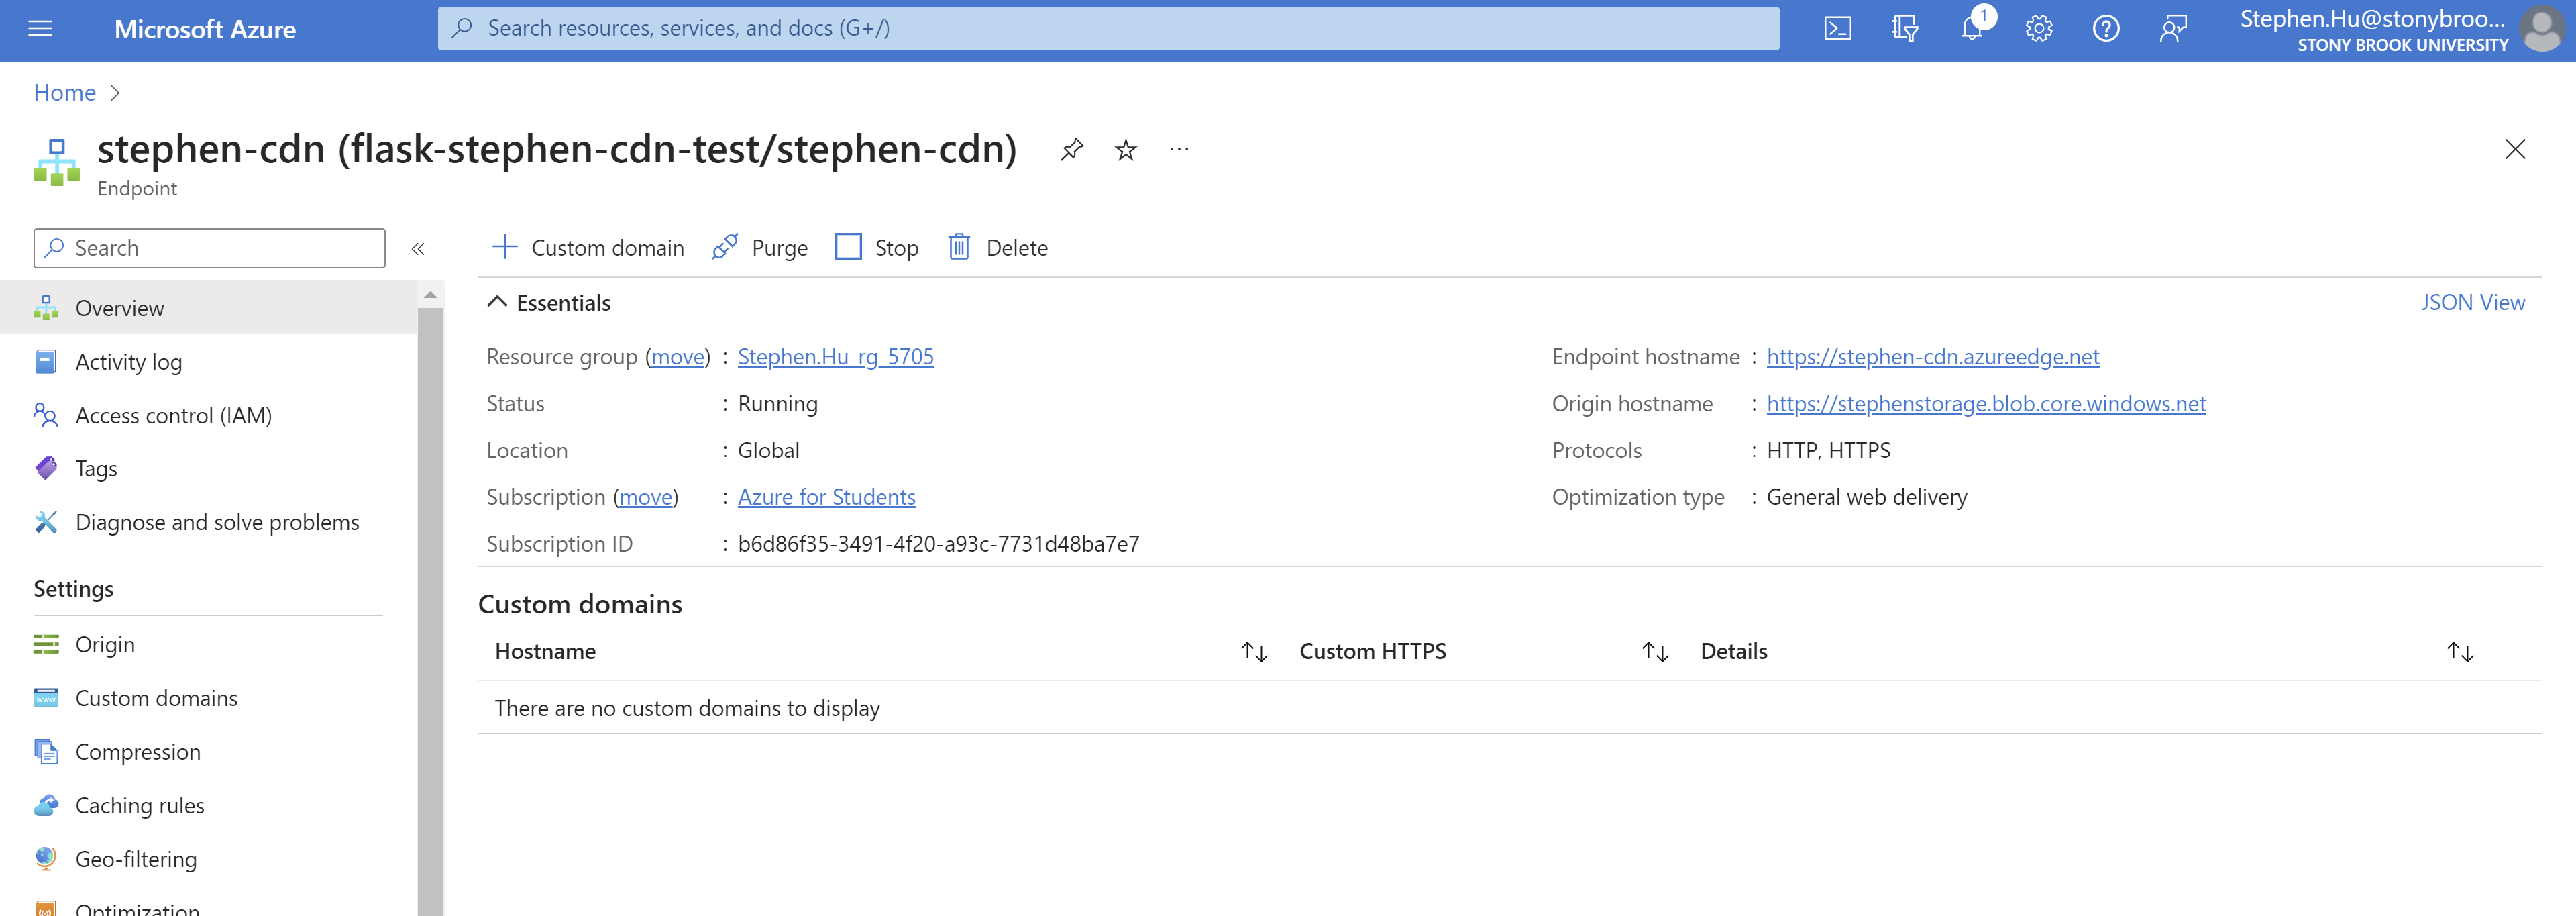 Microsoft Azure
Search resources, services, and docs (G+/)
1
Stephen.Hu@stonybroo...
STONY BROOK UNIVERSITY
Home
stephen-cdn (flask-stephen-cdn-test/stephen-cdn)
Endpoint
Search
Custom domain
Purge
Stop
Delete
Overview
Activity log
Access control (IAM)
Tags
Diagnose and solve problems
Settings
Origin
Custom domains
Compression
Caching rules
Geo-filtering
Optimization
Essentials
JSON View
Resource group (move) : Stephen.Hu_rg_5705
Status : Running
Location : Global
Subscription (move) : Azure for Students
Subscription ID : b6d86f35-3491-4f20-a93c-7731d48ba7e7
Endpoint hostname : https://stephen-cdn.azureedge.net
Origin hostname : https://stephenstorage.blob.core.windows.net
Protocols : HTTP, HTTPS
Optimization type : General web delivery
Custom domains
Hostname Custom HTTPS Details
There are no custom domains to display